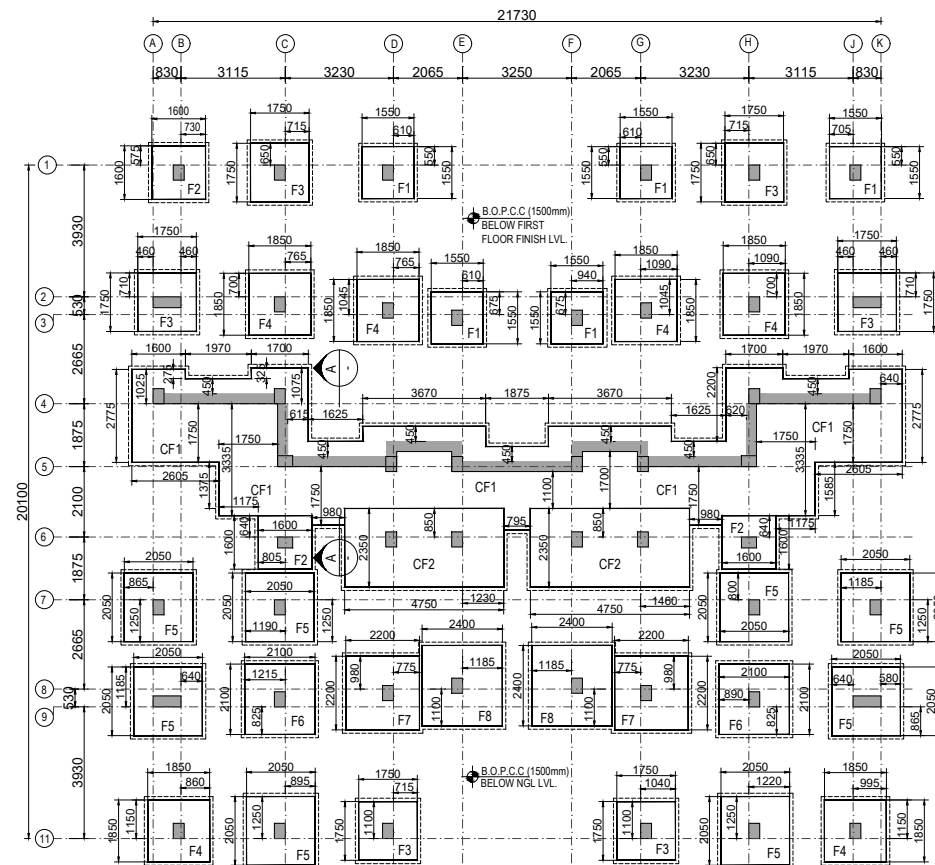 21730
A B C D E F G H J K
830 3115 3230 2065 3250 2065 3230 3115 830
1600 1750 1550 1550 1750 1550
730 715 610 610 715 705
575 650 550 550 650 550
1600 1750 1550 1550 1750 1550
F2 F3 F1 F1 F3 F1
1
3930
B.O.P.C.C (1500mm)
BELOW FIRST
FLOOR FINISH LVL.
1750 1850 1850 1550 1550 1850 1850 1750
460 460 765 765 610 940 1090 1090 460 460
710 700 1045 675 675 1045 700 710
1750 1850 1850 1550 1550 1850 1850 1750
F3 F4 F4 F1 F1 F4 F4 F3
2
530
3
2665
1600 1970 1700 1700 1970 1600
1025 275 450 325 1075 A - 2200 450 640
3670 1875 3670
615 1625 1625 620
4
2775 1750 3335 450 450 450 450 1750 3335 2775
1875
CF1 1750 1750 CF1
5
2605 1375 CF1 1750 1100 1700 CF1 1750 1585 2605
20100
2100
1175 980 850 795 850 980 1175
640 1600 F2 640
1600 805 F2 A - 2350 CF2 2350 CF2 1600 1600
6
1875
2050 2050 4750 1230 4750 1460 2050 2050
865 1190 800 1185
2050 1250 2050 1250 2050 1250
F5 F5 F5 F5
7
2665
2200 2400 2400 2200
2050 2100 775 1185 1185 775 2100 2050
640 1215 980 980 890 640 580
1185 2050 2100 825 2200 2400 1100 2400 1100 2200 825 2100 865 2050
F5 F6 F7 F8 F8 F7 F6 F5
8
530
9
3930
B.O.P.C.C (1500mm)
BELOW NGL LVL.
1850 2050 1750 1750 2050 1850
860 895 715 1040 1220 995
1150 1250 1100 1100 1250 1150
1850 2050 1750 1750 2050 1850
F4 F5 F3 F3 F5 F4
11